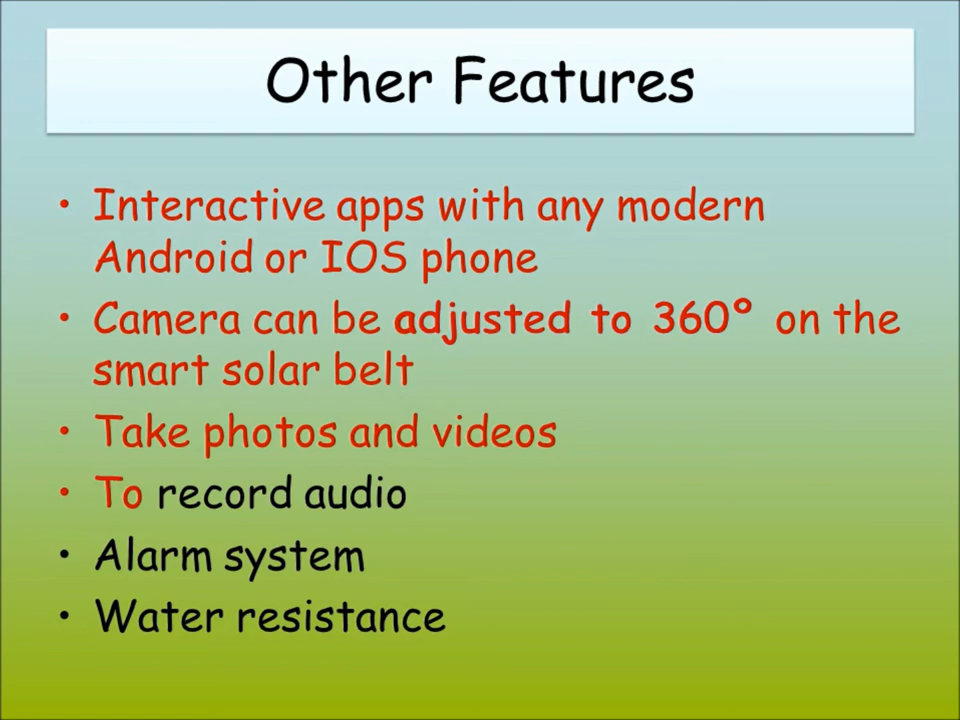 Other Features
• Interactive apps with any modern
Android or IOS phone
• Camera can be adjusted to 360º on the
smart solar belt
• Take photos and videos
• To record audio
• Alarm system
• Water resistance